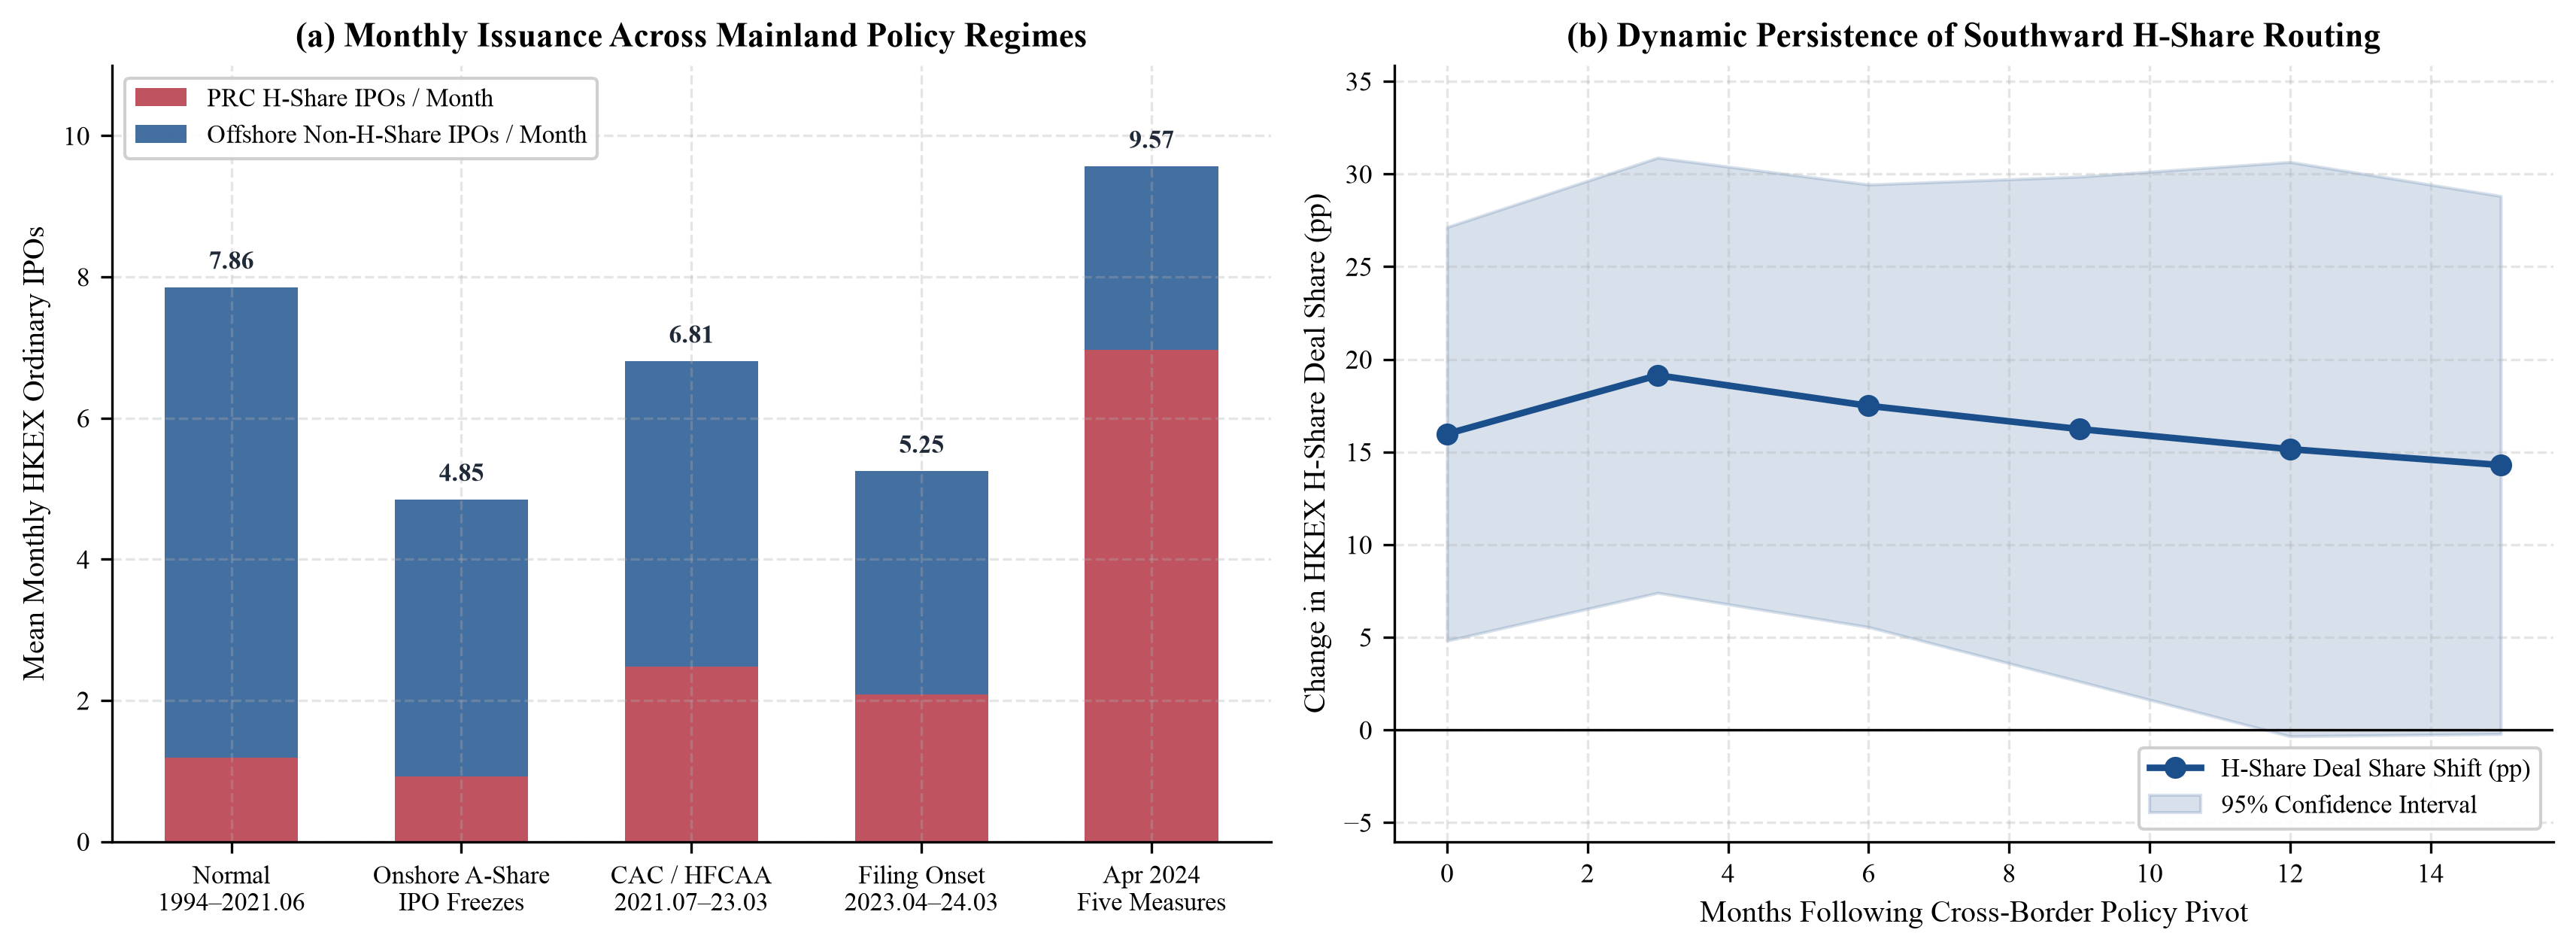 (a) Monthly Issuance Across Mainland Policy Regimes
PRC H-Share IPOs / Month
Offshore Non-H-Share IPOs / Month
Mean Monthly HKEX Ordinary IPOs
10
8
6
4
2
0
7.86
4.85
6.81
5.25
9.57
Normal
1994–2021.06
Onshore A-Share
IPO Freezes
CAC / HFCAA
2021.07–23.03
Filing Onset
2023.04–24.03
Apr 2024
Five Measures
(b) Dynamic Persistence of Southward H-Share Routing
Change in HKEX H-Share Deal Share (pp)
35
30
25
20
15
10
5
0
−5
H-Share Deal Share Shift (pp)
95% Confidence Interval
0
2
4
6
8
10
12
14
Months Following Cross-Border Policy Pivot